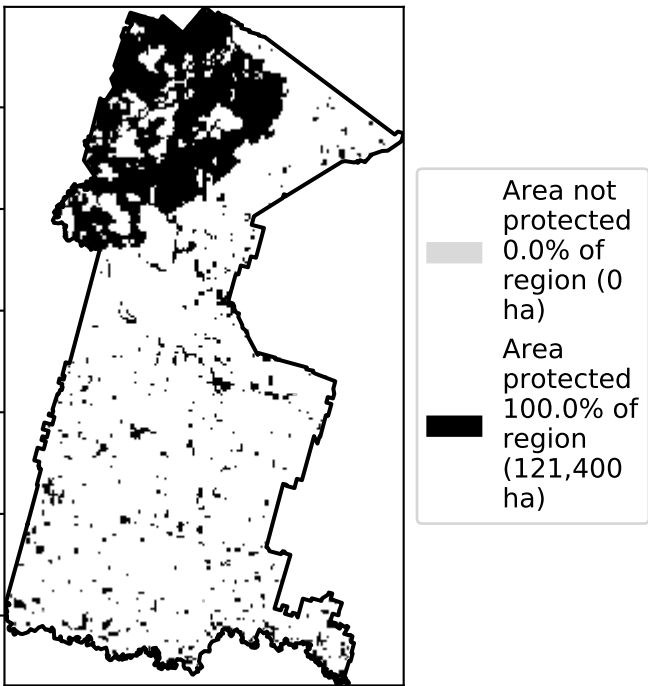 Area not
protected
0.0% of
region (0
ha)
Area
protected
100.0% of
region
(121,400
ha)